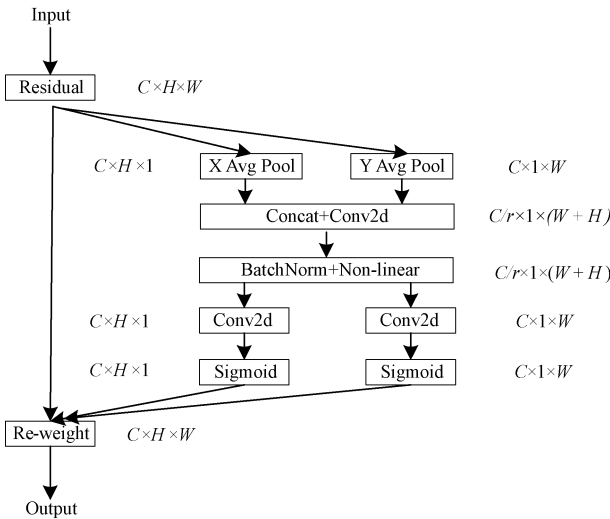 Input
Residual
C×H×W
C×H×1
X Avg Pool
Y Avg Pool
C×1×W
Concat+Conv2d
C/r×1×(W + H)
BatchNorm+Non-linear
C/r×1×(W+H)
C×H×1
Conv2d
Conv2d
C×1×W
C×H×1
Sigmoid
Sigmoid
C×1×W
Re-weight
C×H×W
Output